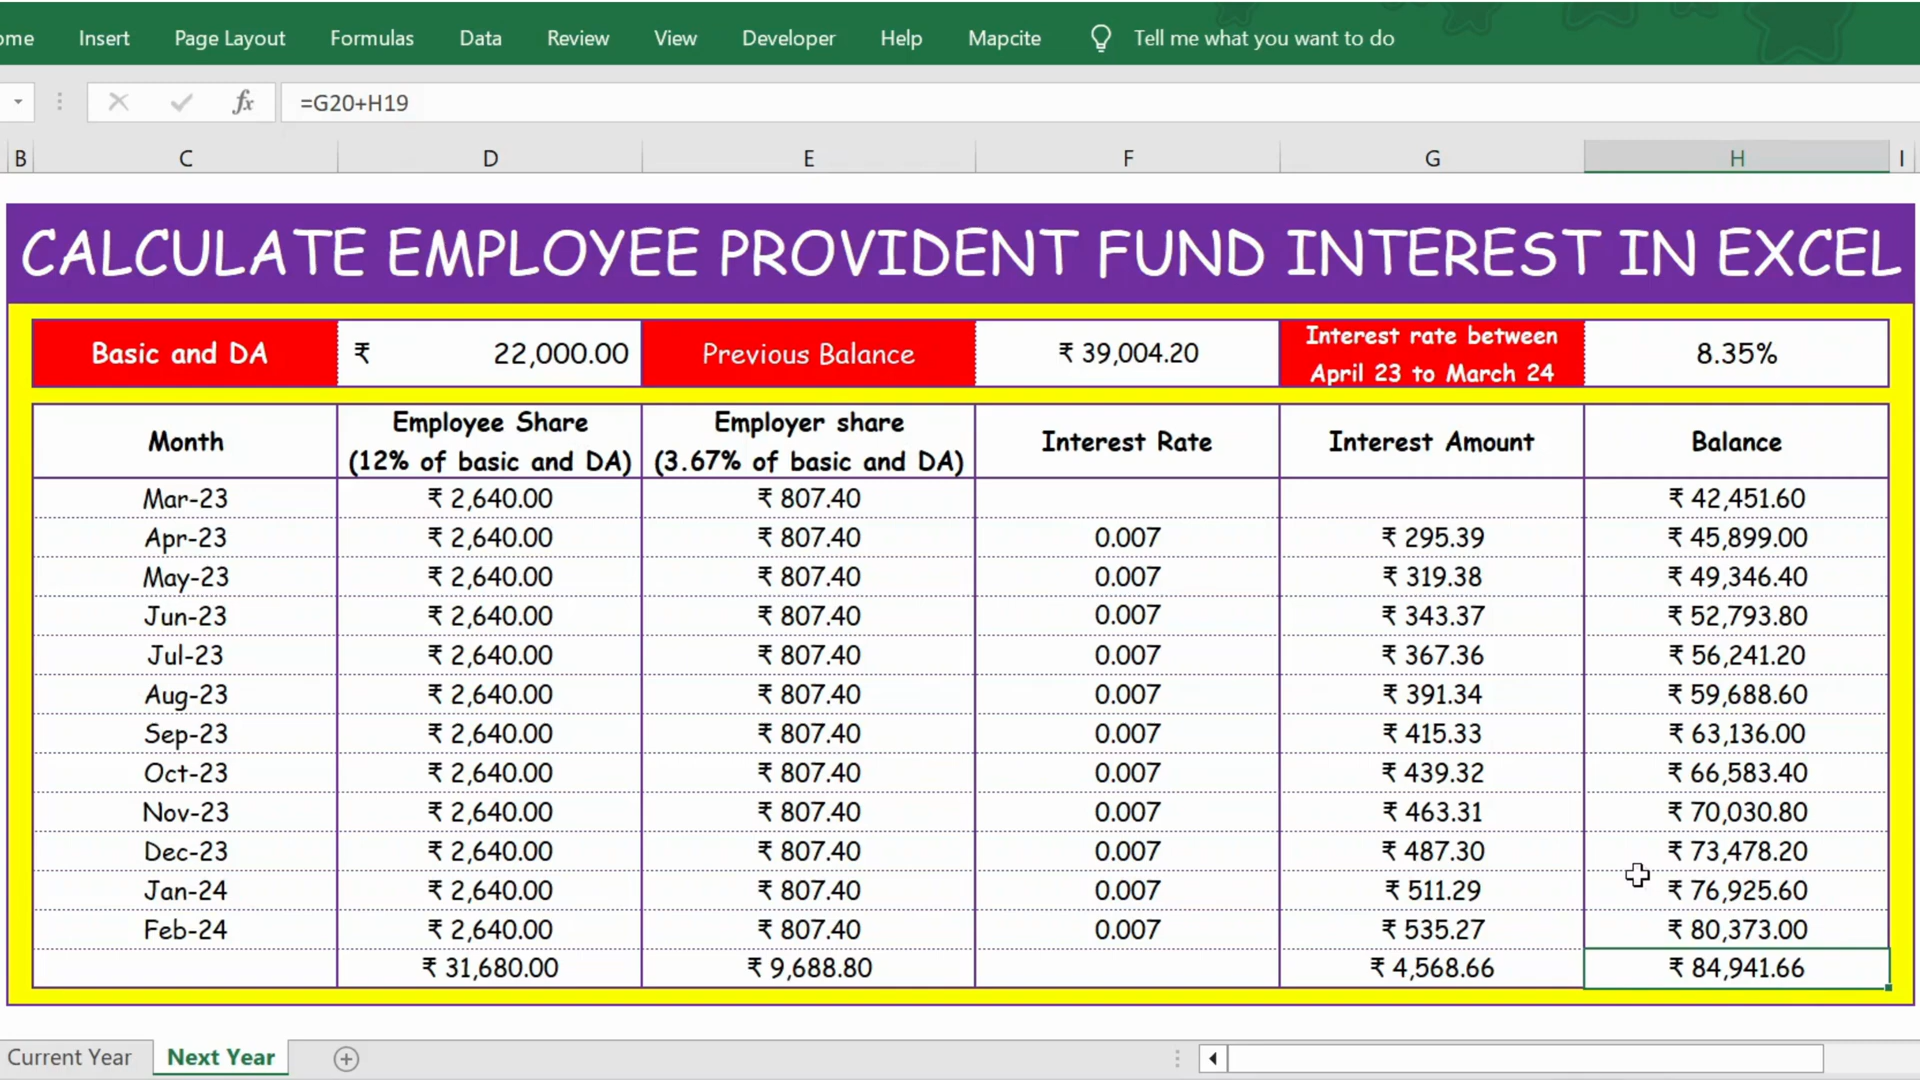 ome Insert Page Layout Formulas Data Review View Developer Help Mapcite Tell me what you want to do
fx =G20+H19
B C D E F G H I
CALCULATE EMPLOYEE PROVIDENT FUND INTEREST IN EXCEL
Basic and DA ₹ 22,000.00 Previous Balance ₹ 39,004.20 Interest rate between April 23 to March 24 8.35%
Month Employee Share (12% of basic and DA) Employer share (3.67% of basic and DA) Interest Rate Interest Amount Balance
Mar-23 ₹ 2,640.00 ₹ 807.40 ₹ 42,451.60
Apr-23 ₹ 2,640.00 ₹ 807.40 0.007 ₹ 295.39 ₹ 45,899.00
May-23 ₹ 2,640.00 ₹ 807.40 0.007 ₹ 319.38 ₹ 49,346.40
Jun-23 ₹ 2,640.00 ₹ 807.40 0.007 ₹ 343.37 ₹ 52,793.80
Jul-23 ₹ 2,640.00 ₹ 807.40 0.007 ₹ 367.36 ₹ 56,241.20
Aug-23 ₹ 2,640.00 ₹ 807.40 0.007 ₹ 391.34 ₹ 59,688.60
Sep-23 ₹ 2,640.00 ₹ 807.40 0.007 ₹ 415.33 ₹ 63,136.00
Oct-23 ₹ 2,640.00 ₹ 807.40 0.007 ₹ 439.32 ₹ 66,583.40
Nov-23 ₹ 2,640.00 ₹ 807.40 0.007 ₹ 463.31 ₹ 70,030.80
Dec-23 ₹ 2,640.00 ₹ 807.40 0.007 ₹ 487.30 ₹ 73,478.20
Jan-24 ₹ 2,640.00 ₹ 807.40 0.007 ₹ 511.29 ₹ 76,925.60
Feb-24 ₹ 2,640.00 ₹ 807.40 0.007 ₹ 535.27 ₹ 80,373.00
₹ 31,680.00 ₹ 9,688.80 ₹ 4,568.66 ₹ 84,941.66
Current Year Next Year